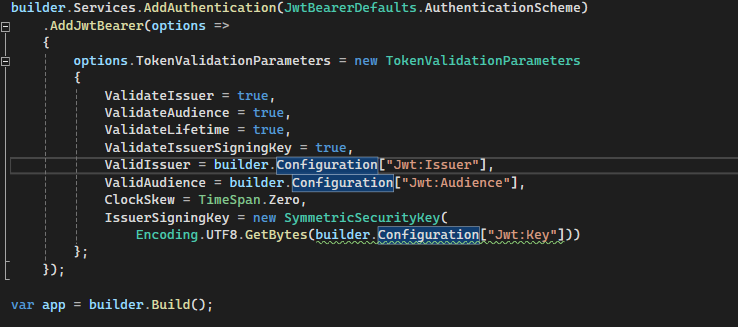 builder.Services.AddAuthentication(JwtBearerDefaults.AuthenticationScheme)
.AddJwtBearer(options =>
{
options.TokenValidationParameters = new TokenValidationParameters
{
ValidateIssuer = true,
ValidateAudience = true,
ValidateLifetime = true,
ValidateIssuerSigningKey = true,
ValidIssuer = builder.Configuration["Jwt:Issuer"],
ValidAudience = builder.Configuration["Jwt:Audience"],
ClockSkew = TimeSpan.Zero,
IssuerSigningKey = new SymmetricSecurityKey(
Encoding.UTF8.GetBytes(builder.Configuration["Jwt:Key"]))
};
});
var app = builder.Build();